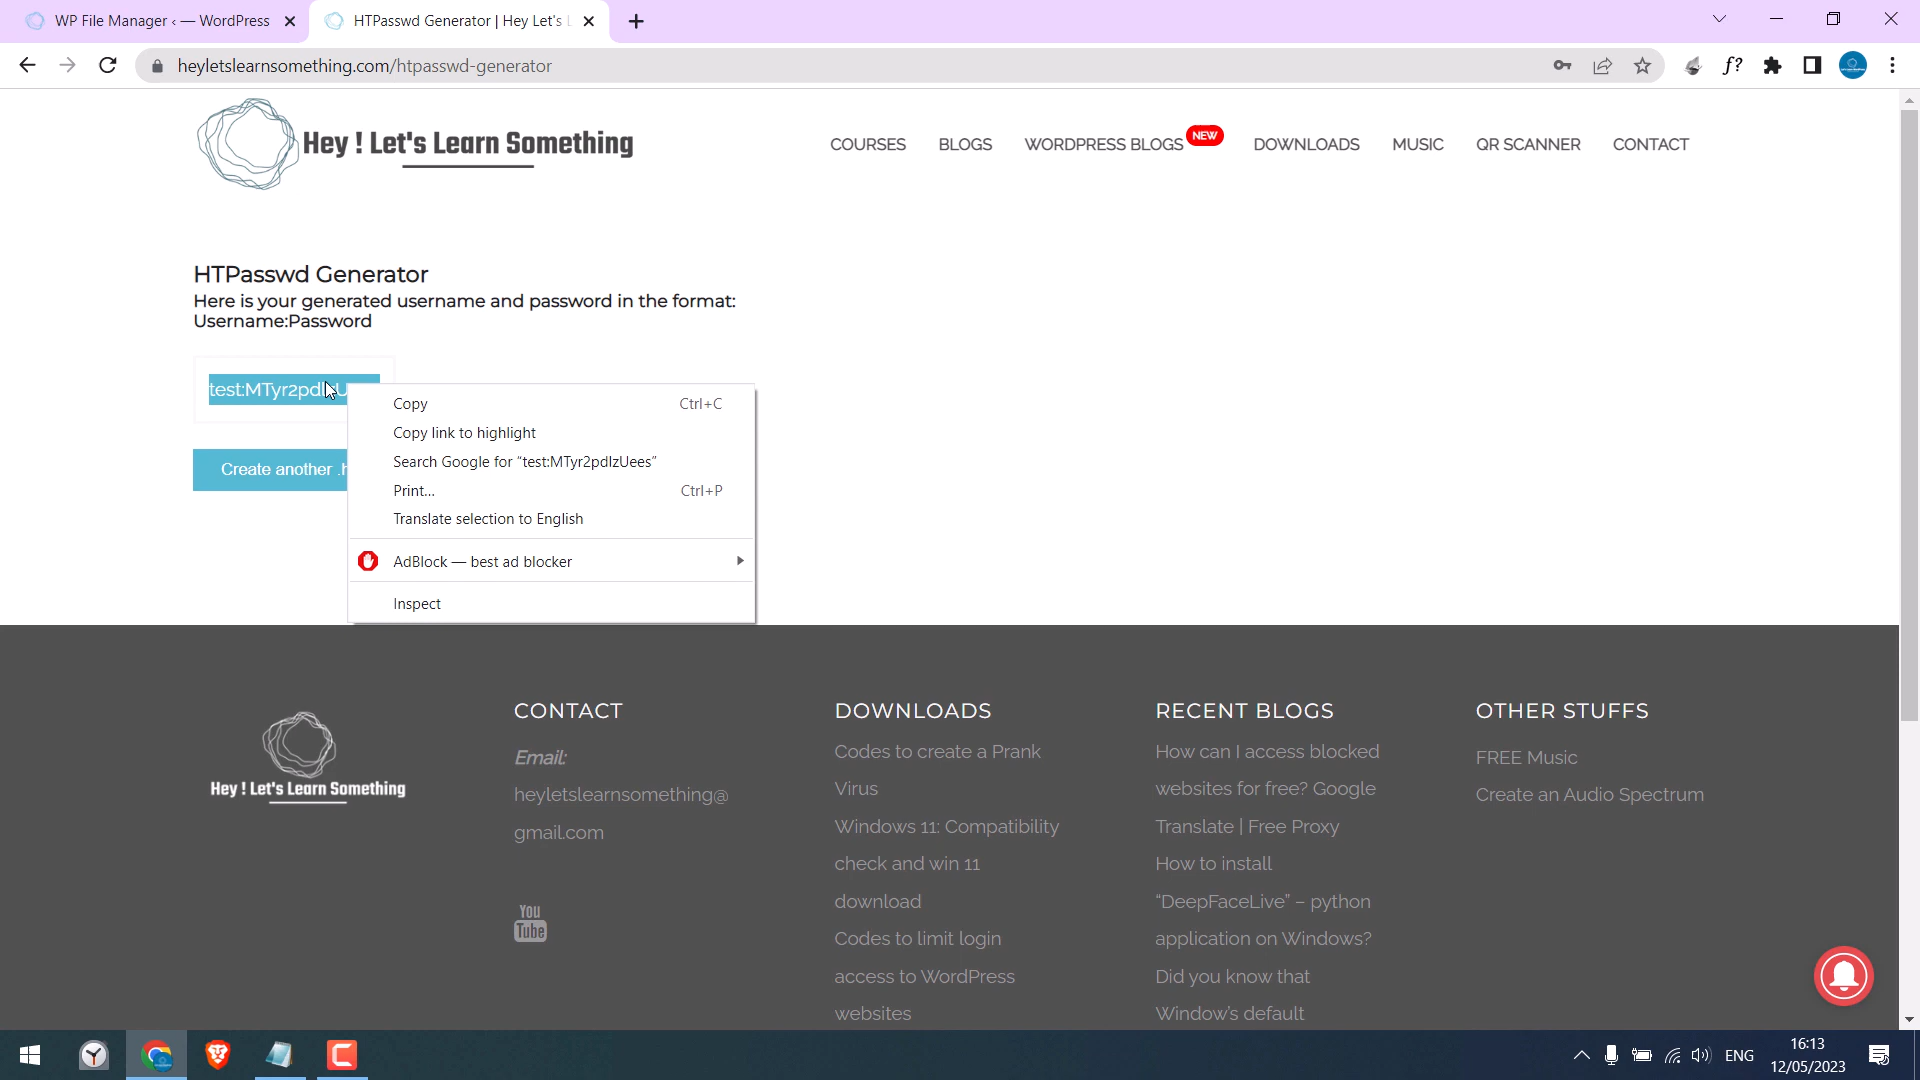 WP File Manager ‹ — WordPress
HTPasswd Generator | Hey Let's L
heyletslearnsomething.com/htpasswd-generator
f?
Hey ! Let's Learn Something
COURSES
BLOGS
WORDPRESS BLOGS
NEW
DOWNLOADS
MUSIC
QR SCANNER
CONTACT
HTPasswd Generator
Here is your generated username and password in the format:
Username:Password
test:MTyr2pdIzU
Create another .h
Copy Ctrl+C
Copy link to highlight
Search Google for “test:MTyr2pdIzUees”
Print... Ctrl+P
Translate selection to English
AdBlock — best ad blocker
Inspect
Hey ! Let's Learn Something
CONTACT
Email:
heyletslearnsomething@
gmail.com
You
Tube
DOWNLOADS
Codes to create a Prank
Virus
Windows 11: Compatibility
check and win 11
download
Codes to limit login
access to WordPress
websites
RECENT BLOGS
How can I access blocked
websites for free? Google
Translate | Free Proxy
How to install
“DeepFaceLive” – python
application on Windows?
Did you know that
Window's default
OTHER STUFFS
FREE Music
Create an Audio Spectrum
ENG
16:13
12/05/2023